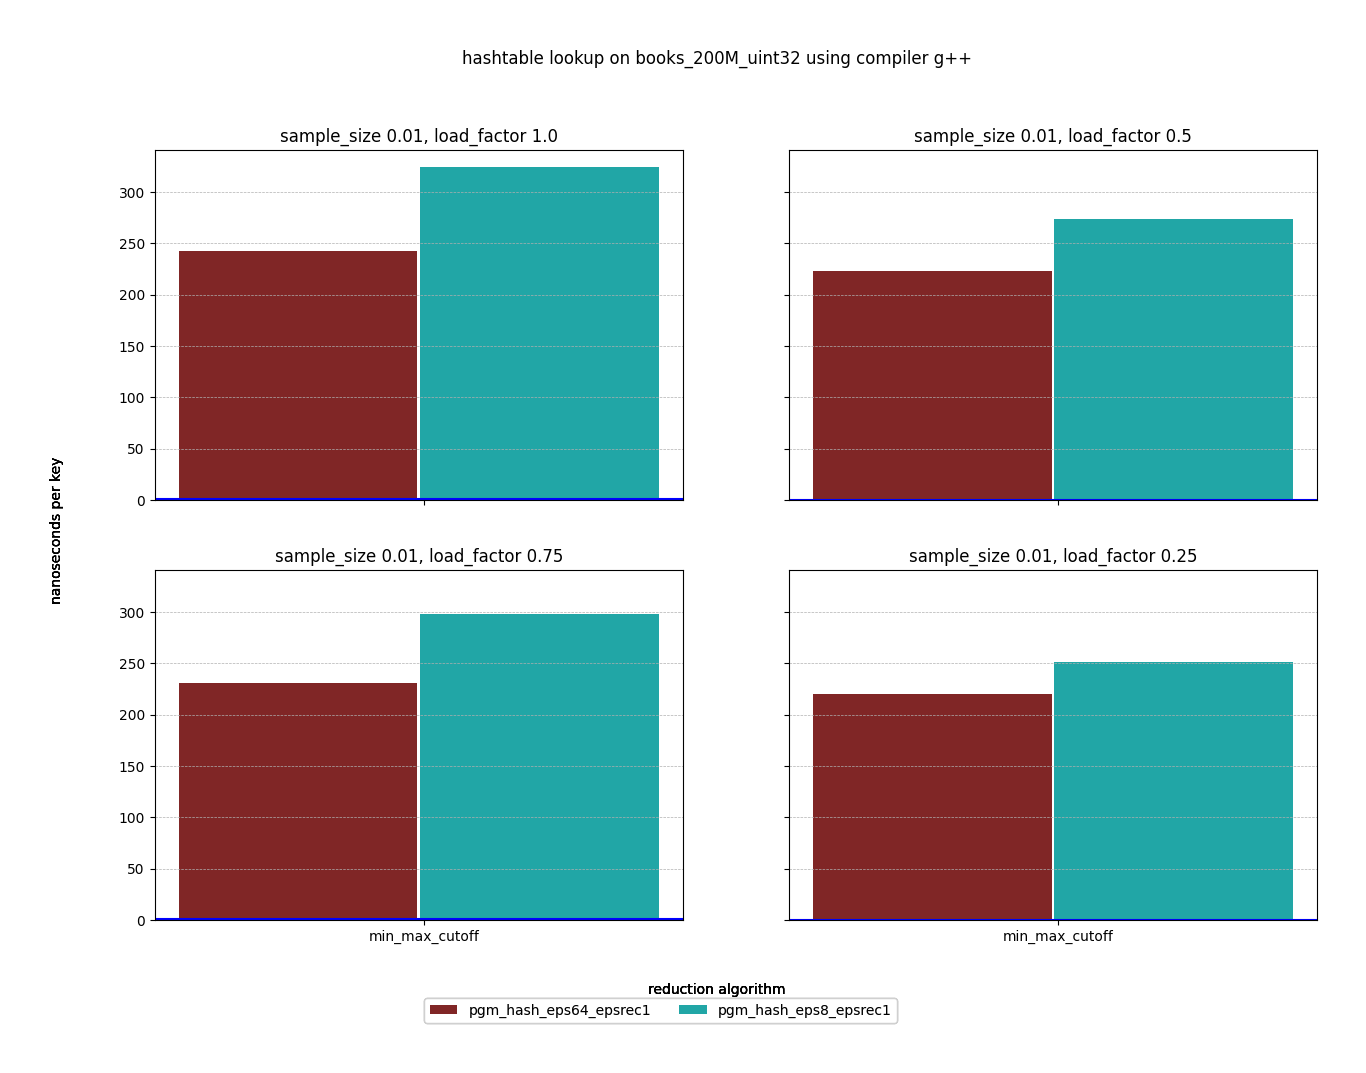 hashtable lookup on books_200M_uint32 using compiler g++
sample_size 0.01, load_factor 1.0
sample_size 0.01, load_factor 0.5
300
250
200
150
100
50
0
nanoseconds per key
sample_size 0.01, load_factor 0.75
sample_size 0.01, load_factor 0.25
300
250
200
150
100
50
0
min_max_cutoff
min_max_cutoff
reduction algorithm
pgm_hash_eps64_epsrec1
pgm_hash_eps8_epsrec1